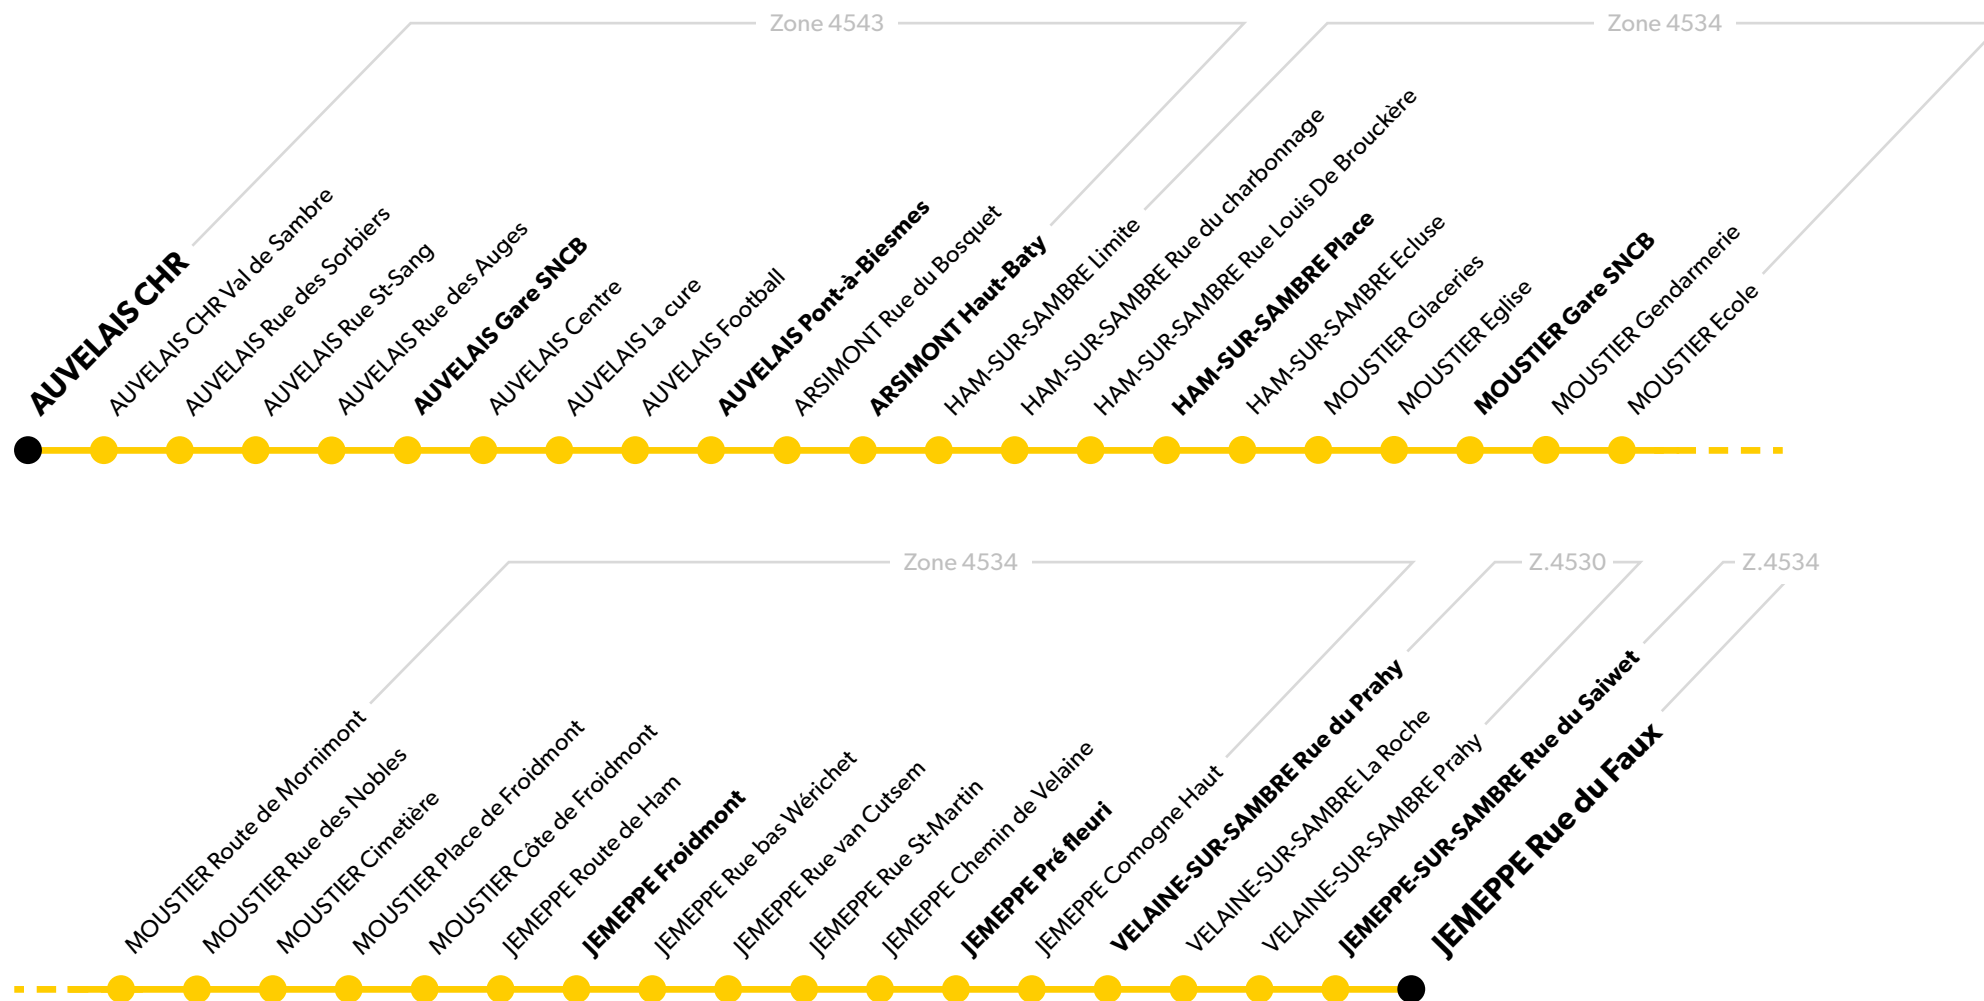 Zone 4543
Zone 4534
AUVELAIS CHR
AUVELAIS CHR Val de Sambre
AUVELAIS Rue des Sorbiers
AUVELAIS Rue St-Sang
AUVELAIS Rue des Auges
AUVELAIS Gare SNCB
AUVELAIS Centre
AUVELAIS La cure
AUVELAIS Football
AUVELAIS Pont-à-Biesmes
ARSIMONT Rue du Bosquet
ARSIMONT Haut-Baty
HAM-SUR-SAMBRE Limite
HAM-SUR-SAMBRE Rue du charbonnage
HAM-SUR-SAMBRE Rue Louis De Brouckère
HAM-SUR-SAMBRE Place
HAM-SUR-SAMBRE Ecluse
MOUSTIER Glaceries
MOUSTIER Eglise
MOUSTIER Gare SNCB
MOUSTIER Gendarmerie
MOUSTIER Ecole
Zone 4534
Z.4530
Z.4534
MOUSTIER Route de Mornimont
MOUSTIER Rue des Nobles
MOUSTIER Cimetière
MOUSTIER Place de Froidmont
MOUSTIER Côte de Froidmont
JEMEPPE Route de Ham
JEMEPPE Froidmont
JEMEPPE Rue bas Wérichet
JEMEPPE Rue van Cutsem
JEMEPPE Rue St-Martin
JEMEPPE Chemin de Velaine
JEMEPPE Pré fleuri
JEMEPPE Comogne Haut
VELAINE-SUR-SAMBRE Rue du Prahy
VELAINE-SUR-SAMBRE La Roche
VELAINE-SUR-SAMBRE Prahy
JEMEPPE-SUR-SAMBRE Rue du Saiwet
JEMEPPE Rue du Faux